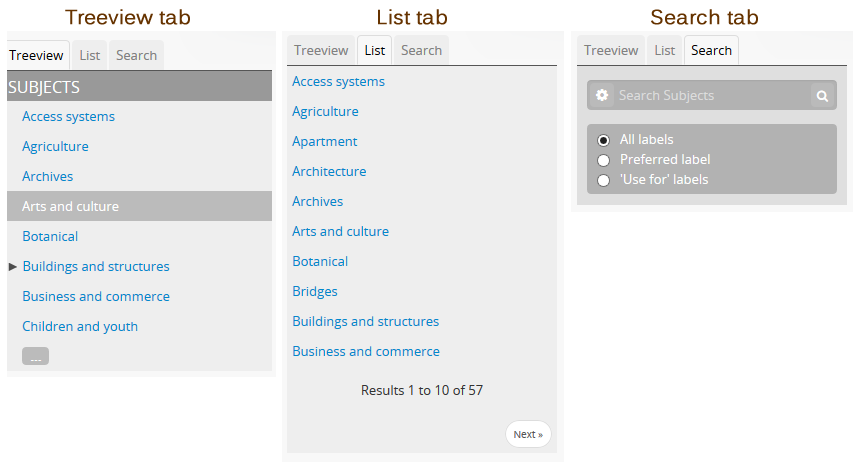 Treeview tab
Treeview List Search
SUBJECTS
Access systems
Agriculture
Archives
Arts and culture
Botanical
Buildings and structures
Business and commerce
Children and youth
...
List tab
Treeview List Search
Access systems
Agriculture
Apartment
Architecture
Archives
Arts and culture
Botanical
Bridges
Buildings and structures
Business and commerce
Results 1 to 10 of 57
Next »
Search tab
Treeview List Search
Search Subjects
All labels
Preferred label
'Use for' labels